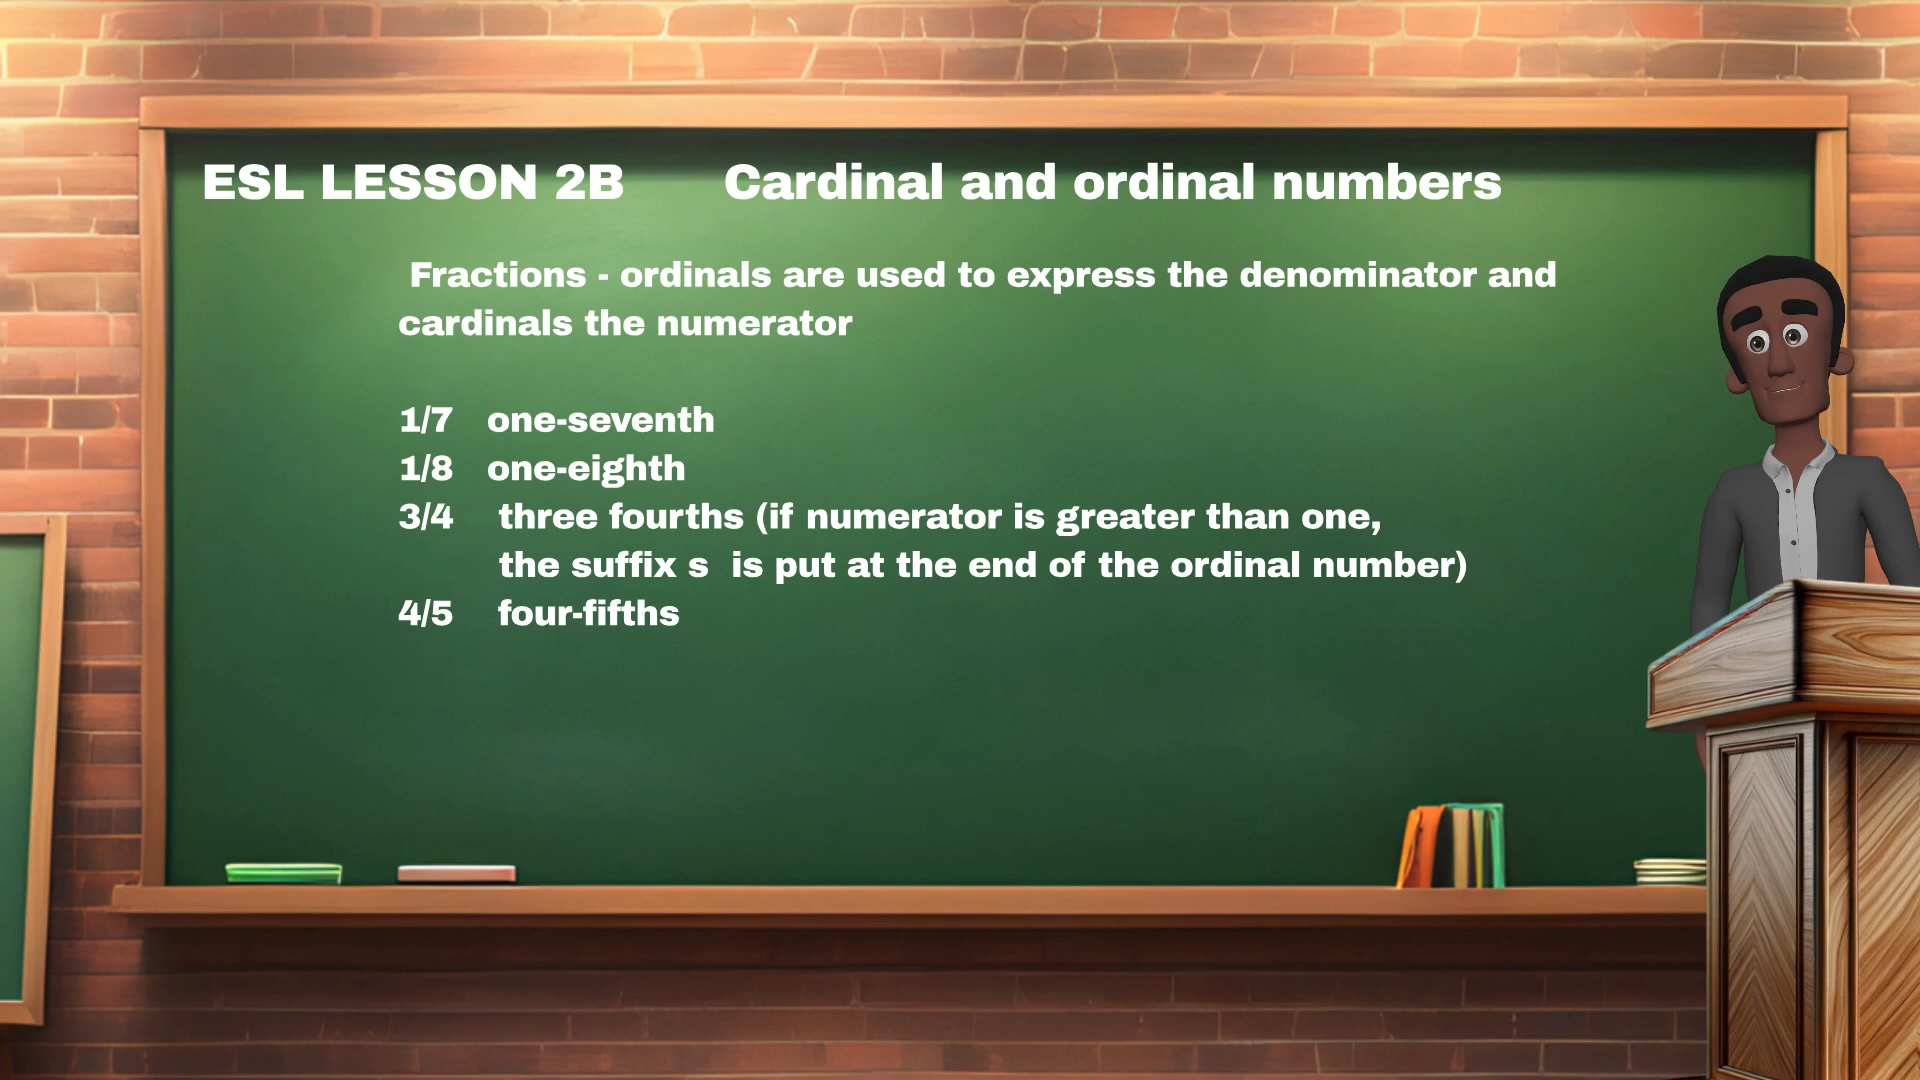 ESL LESSON 2B Cardinal and ordinal numbers
Fractions - ordinals are used to express the denominator and
cardinals the numerator
1/7 one-seventh
1/8 one-eighth
3/4 three fourths (if numerator is greater than one,
the suffix s is put at the end of the ordinal number)
4/5 four-fifths